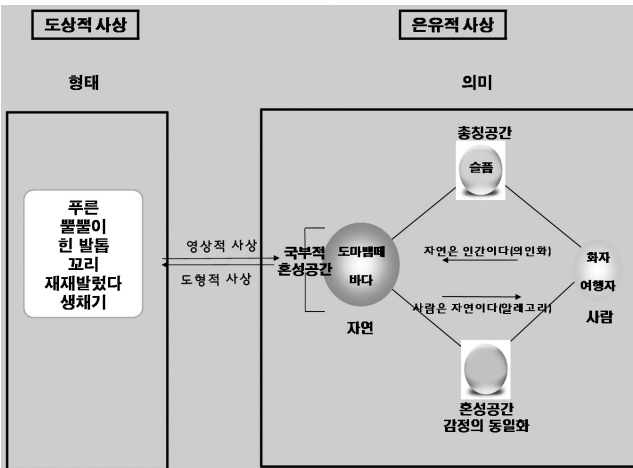 도상적 사상
은유적 사상
형태
의미
푸른
뿔뿔이
힌 발톱
꼬리
재재발렀다
생채기
영상적 사상
도형적 사상
국부적
혼성공간
총칭공간
슬픔
도마뱀떼
바다
자연
자연은 인간이다(의인화)
사람은 자연이다(알레고리)
화자
여행자
사람
혼성공간
감정의 동일화